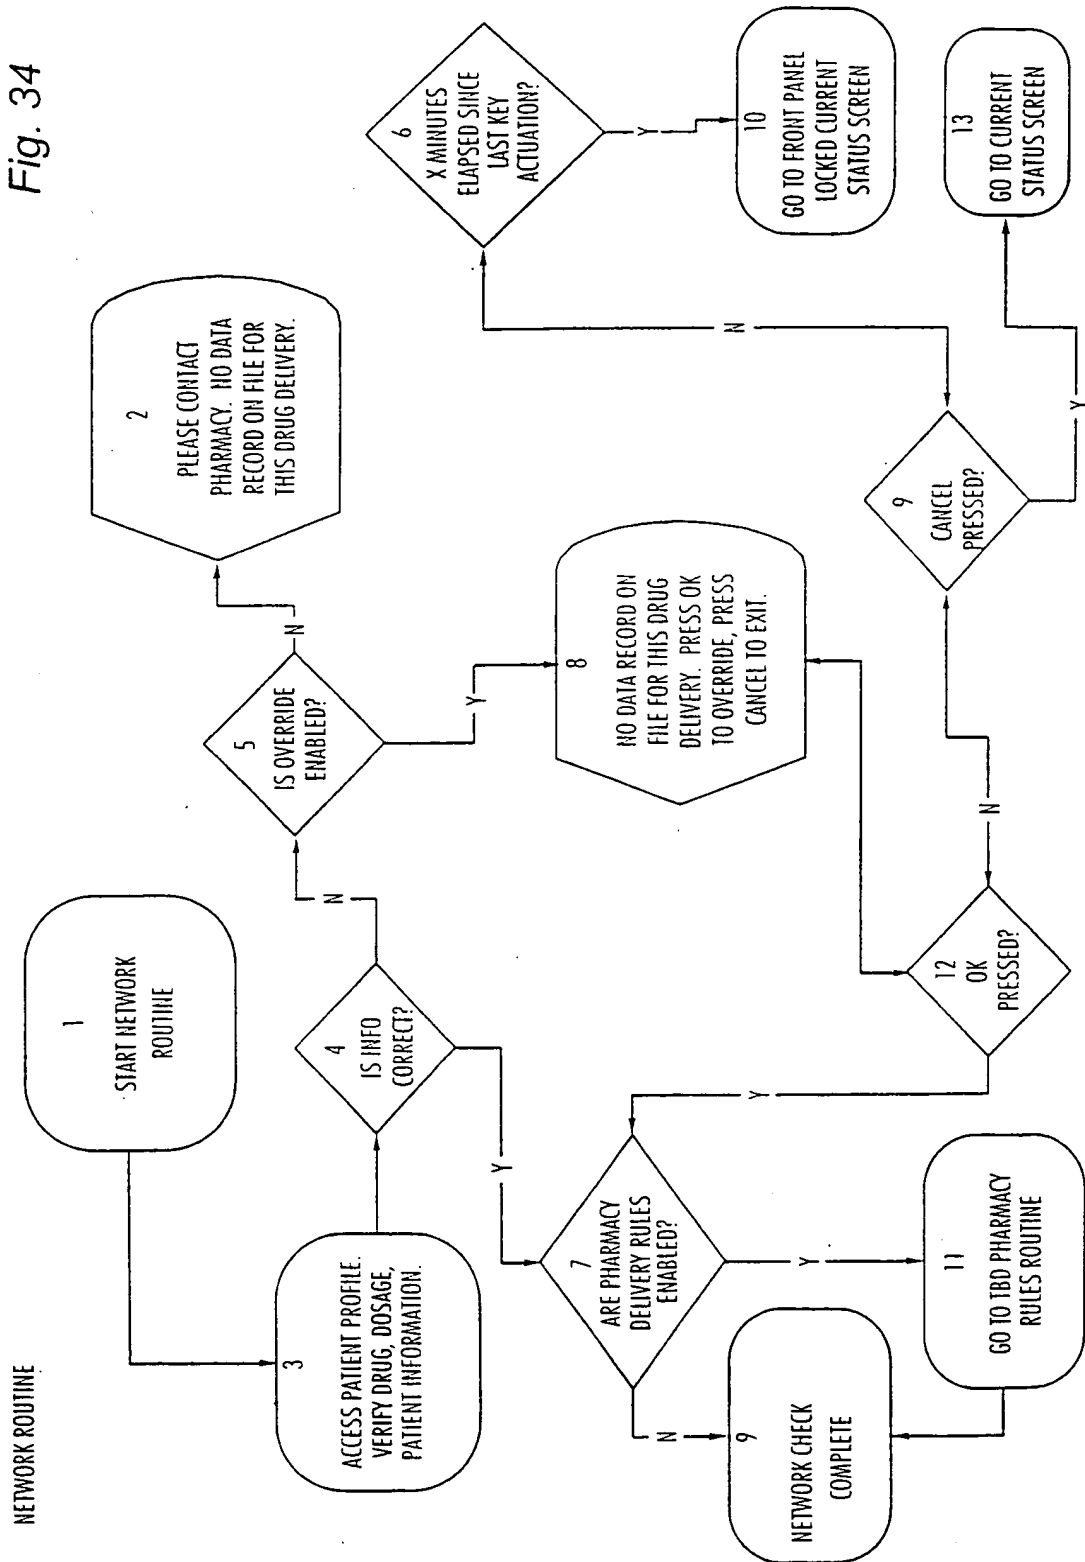 Fig. 34
NETWORK ROUTINE
1
START NETWORK
ROUTINE
2
PLEASE CONTACT
PHARMACY. NO DATA
RECORD ON FILE FOR
THIS DRUG DELIVERY.
3
ACCESS PATIENT PROFILE.
VERIFY DRUG, DOSAGE,
PATIENT INFORMATION.
4
IS INFO
CORRECT?
N
Y
5
IS OVERRIDE
ENABLED?
N
Y
6
X MINUTES
ELAPSED SINCE
LAST KEY
ACTUATION?
Y
7
ARE PHARMACY
DELIVERY RULES
ENABLED?
N
Y
8
NO DATA RECORD ON
FILE FOR THIS DRUG
DELIVERY. PRESS OK
TO OVERRIDE, PRESS
CANCEL TO EXIT.
9
NETWORK CHECK
COMPLETE
9
CANCEL
PRESSED?
N
Y
10
GO TO FRONT PANEL
LOCKED CURRENT
STATUS SCREEN
11
GO TO TBD PHARMACY
RULES ROUTINE
12
OK
PRESSED?
Y
N
13
GO TO CURRENT
STATUS SCREEN